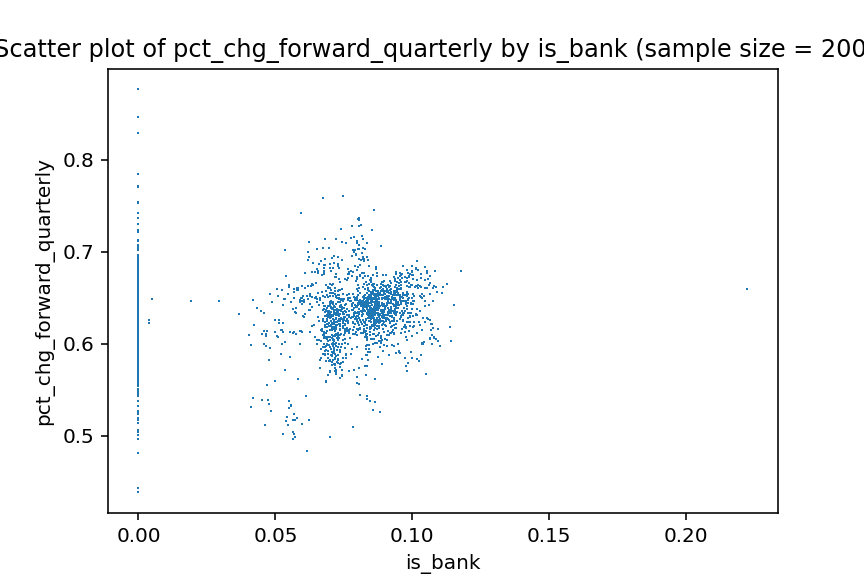 Scatter plot of pct_chg_forward_quarterly by is_bank (sample size = 200
pct_chg_forward_quarterly
0.8
0.7
0.6
0.5
0.00 0.05 0.10 0.15 0.20
is_bank